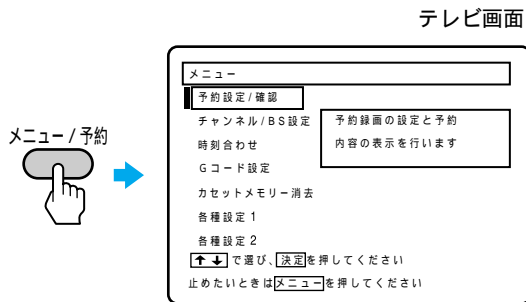 テレビ画面
メニュー / 予約
メニュー
予約設定/確認
チャンネル/BS設定
時刻合わせ
Gコード設定
カセットメモリー消去
各種設定1
各種設定2
予約録画の設定と予約
内容の表示を行います
↑↓で選び、決定を押してください
止めたいときはメニューを押してください